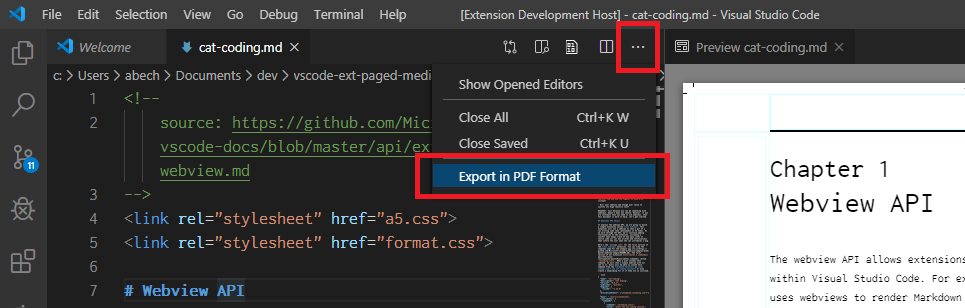 File Edit Selection View Go Debug Terminal Help [Extension Development Host] - cat-coding.md - Visual Studio Code
Welcome cat-coding.md Preview cat-coding.md
c: > Users > abech > Documents > dev > vscode-ext-paged-medi
Show Opened Editors
Close All Ctrl+K W
Close Saved Ctrl+K U
Export in PDF Format
11
1 <!--
2 source: https://github.com/Mic
vscode-docs/blob/master/api/ex
webview.md
3 -->
4 <link rel="stylesheet" href="a5.css">
5 <link rel="stylesheet" href="format.css">
6
7 # Webview API
Chapter 1
Webview API
The webview API allows extensions
within Visual Studio Code. For ex
uses webviews to render Markdown